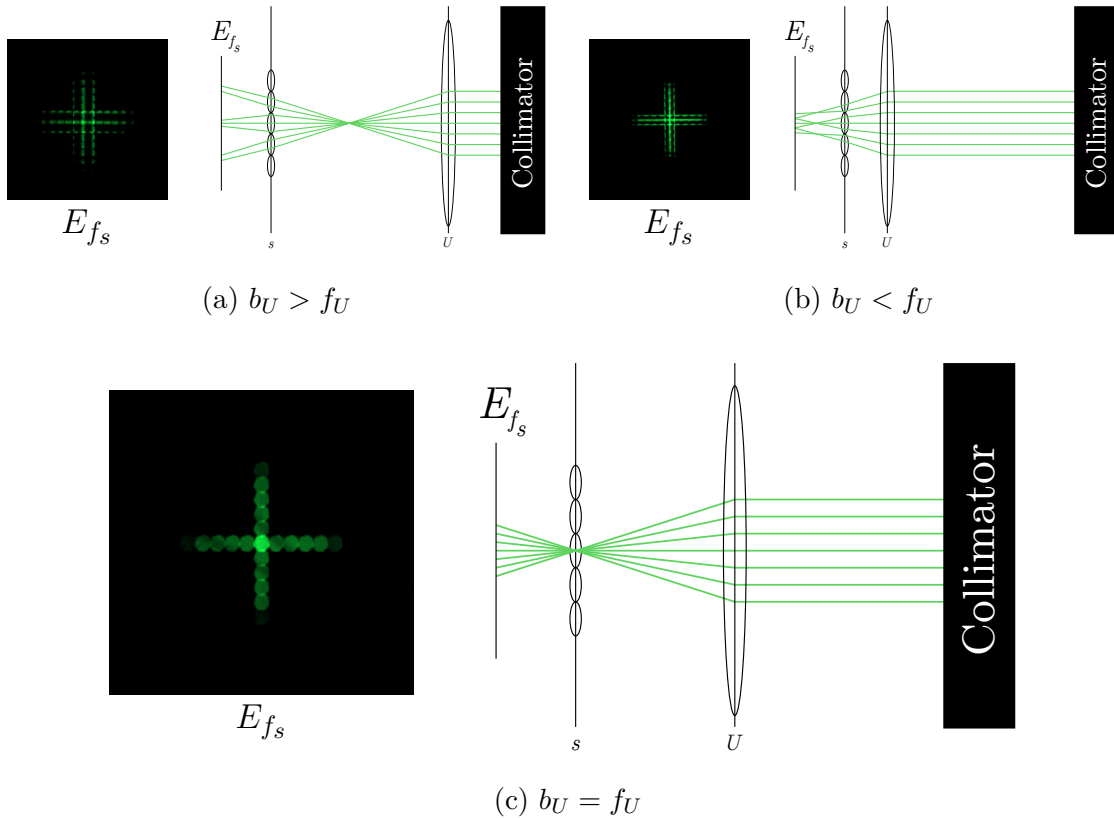 E_{f_s}
E_{f_s}
s
U
Collimator
(a) b_U > f_U
E_{f_s}
E_{f_s}
s
U
Collimator
(b) b_U < f_U
E_{f_s}
E_{f_s}
s
U
Collimator
(c) b_U = f_U